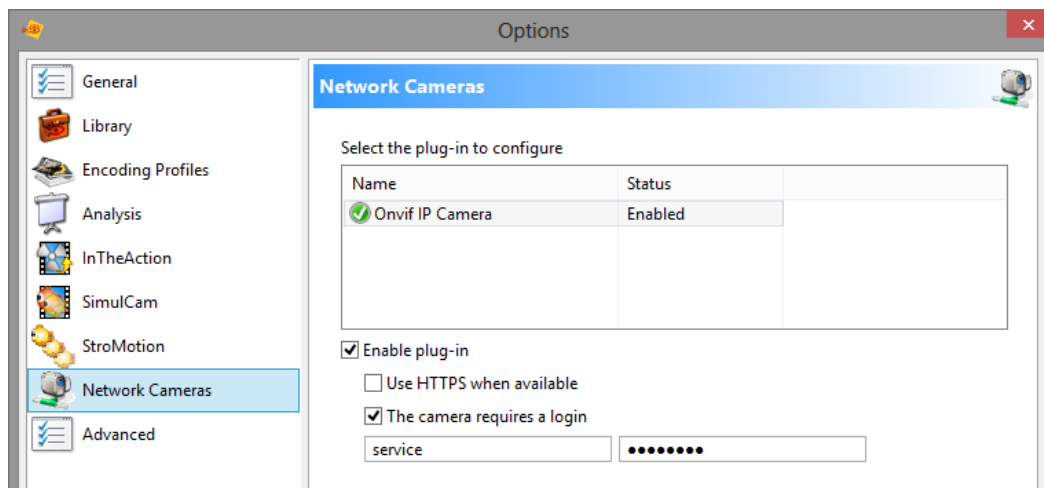 Options
General
Library
Encoding Profiles
Analysis
InTheAction
SimulCam
StroMotion
Network Cameras
Advanced
Network Cameras
Select the plug-in to configure
Name Status
Onvif IP Camera Enabled
Enable plug-in
Use HTTPS when available
The camera requires a login
service ●●●●●●●●